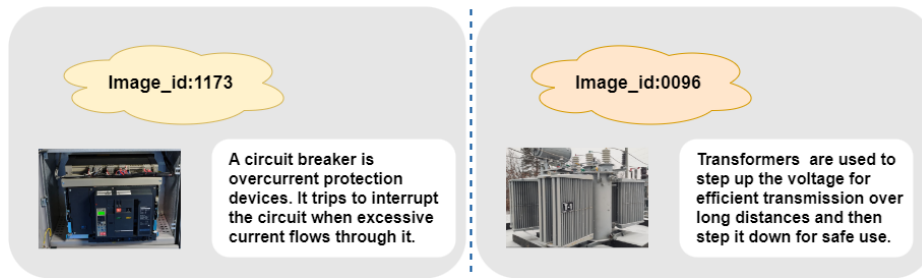 Image_id:1173
A circuit breaker is
overcurrent protection
devices. It trips to interrupt
the circuit when excessive
current flows through it.
Image_id:0096
Transformers are used to
step up the voltage for
efficient transmission over
long distances and then
step it down for safe use.